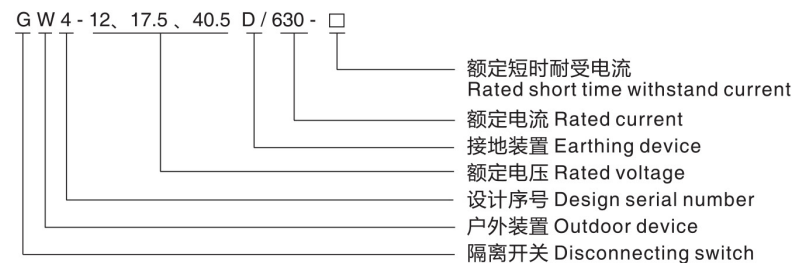 GW4-12、17.5、40.5 D/630-□
额定短时耐受电流
Rated short time withstand current
额定电流 Rated current
接地装置 Earthing device
额定电压 Rated voltage
设计序号 Design serial number
户外装置 Outdoor device
隔离开关 Disconnecting switch